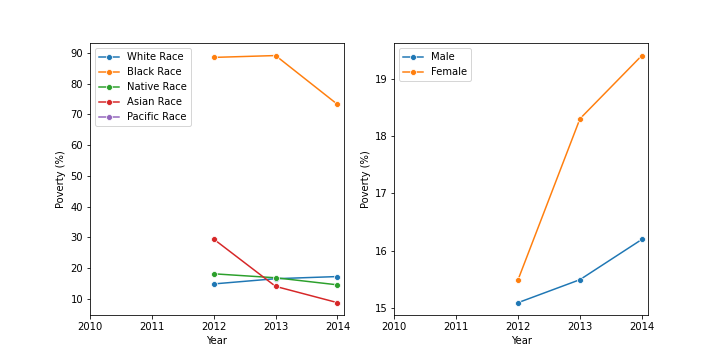 90
80
70
60
50
40
30
20
10
Poverty (%)
White Race
Black Race
Native Race
Asian Race
Pacific Race
2010 2011 2012 2013 2014
Year
19
18
17
16
15
Poverty (%)
Male
Female
2010 2011 2012 2013 2014
Year